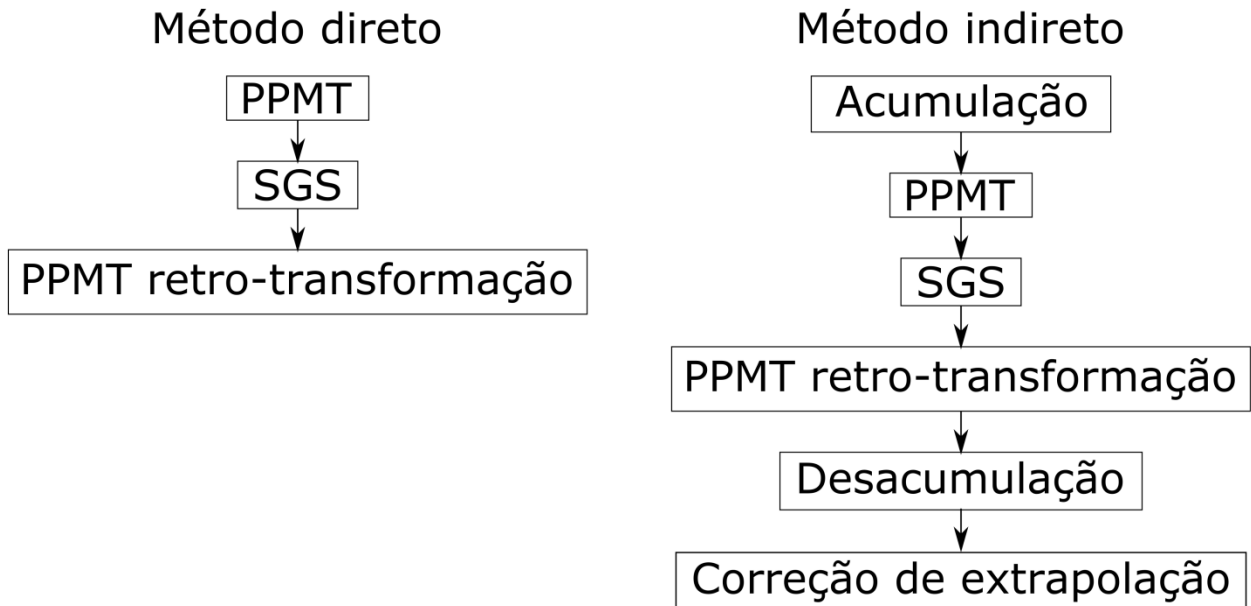 Método direto
PPMT
SGS
PPMT retro-transformação
Método indireto
Acumulação
PPMT
SGS
PPMT retro-transformação
Desacumulação
Correção de extrapolação